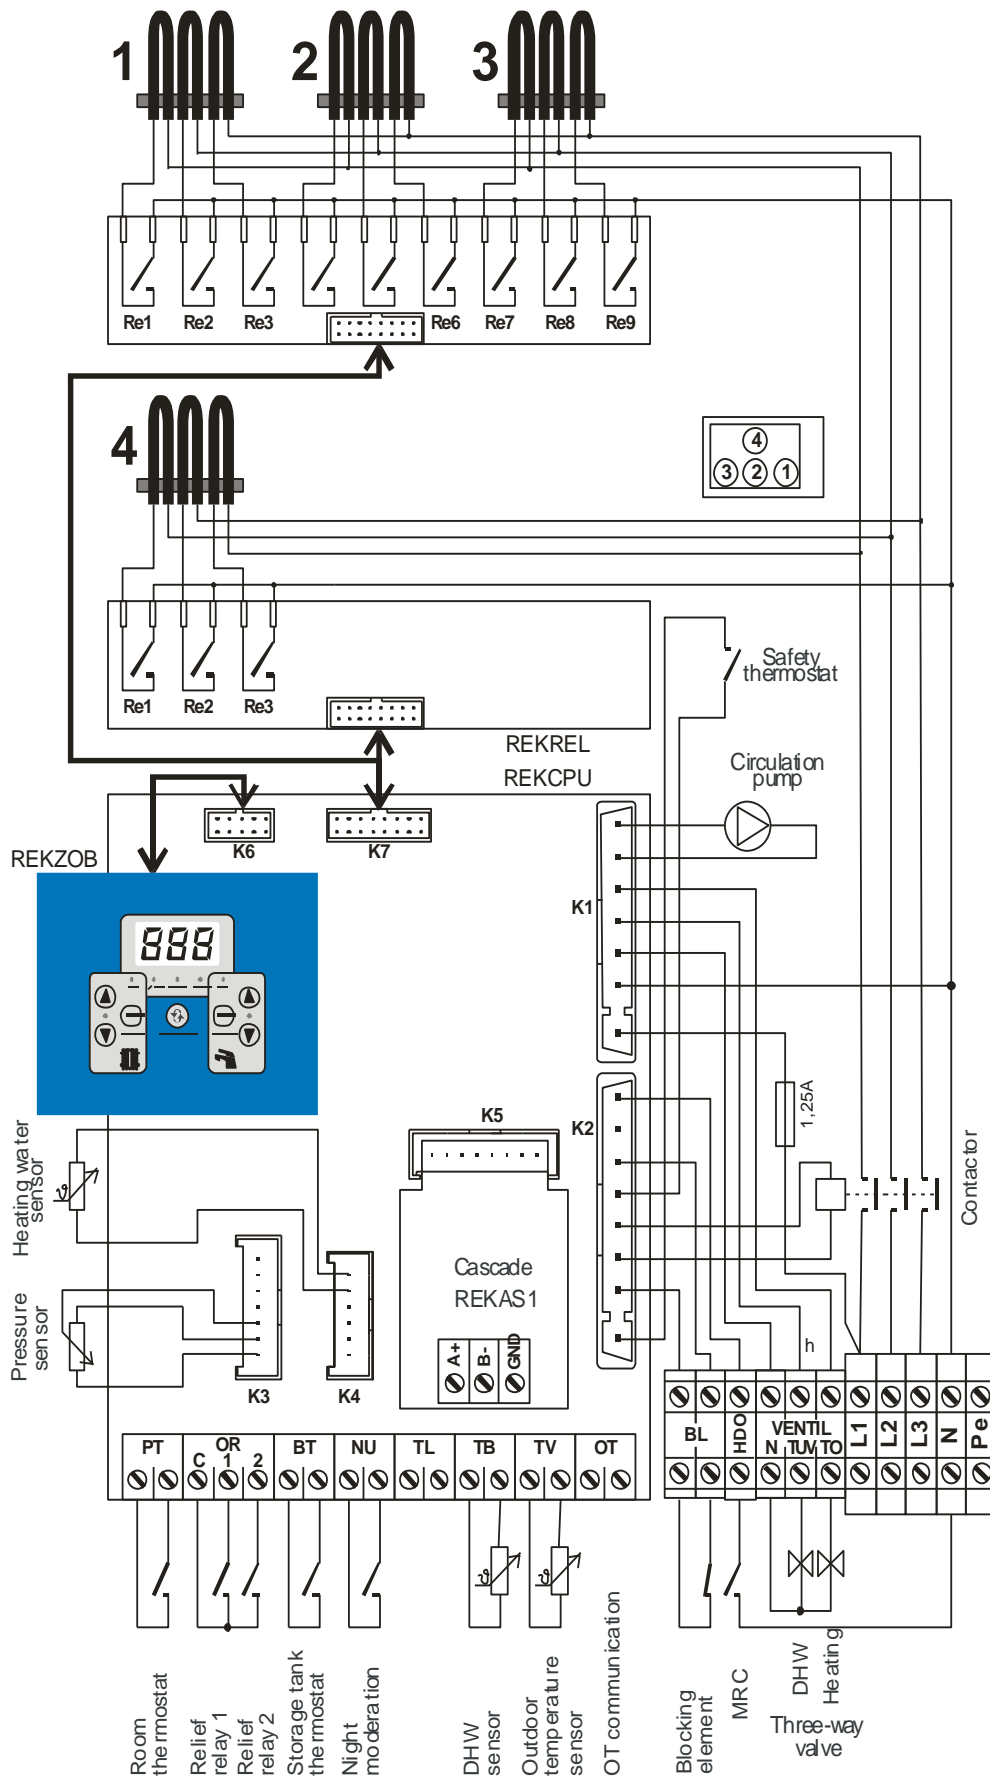 1 2 3
Re1 Re2 Re3 Re6 Re7 Re8 Re9
4
4
3 2 1
Re1 Re2 Re3
Safety
thermostat
REKREL
REKCPU
Circulation
pump
K6 K7
REKZOB
K1
888
1,25A
K5
K2
Heating water
sensor
Contactor
Cascade
REKAS1
Pressure
sensor
h
A+ B- GND
K3 K4
PT OR BT NU TL TB TV OT
C 1 2
BL HDO VENTIL L1 L2 L3 N Pe
N TUV TO
Room
thermostat
Relief
relay 1
Relief
relay 2
Storage tank
thermostat
Night
moderation
DHW
sensor
Outdoor
temperature
sensor
OT communication
Blocking
element
MRC
DHW
Heating
Three-way
valve